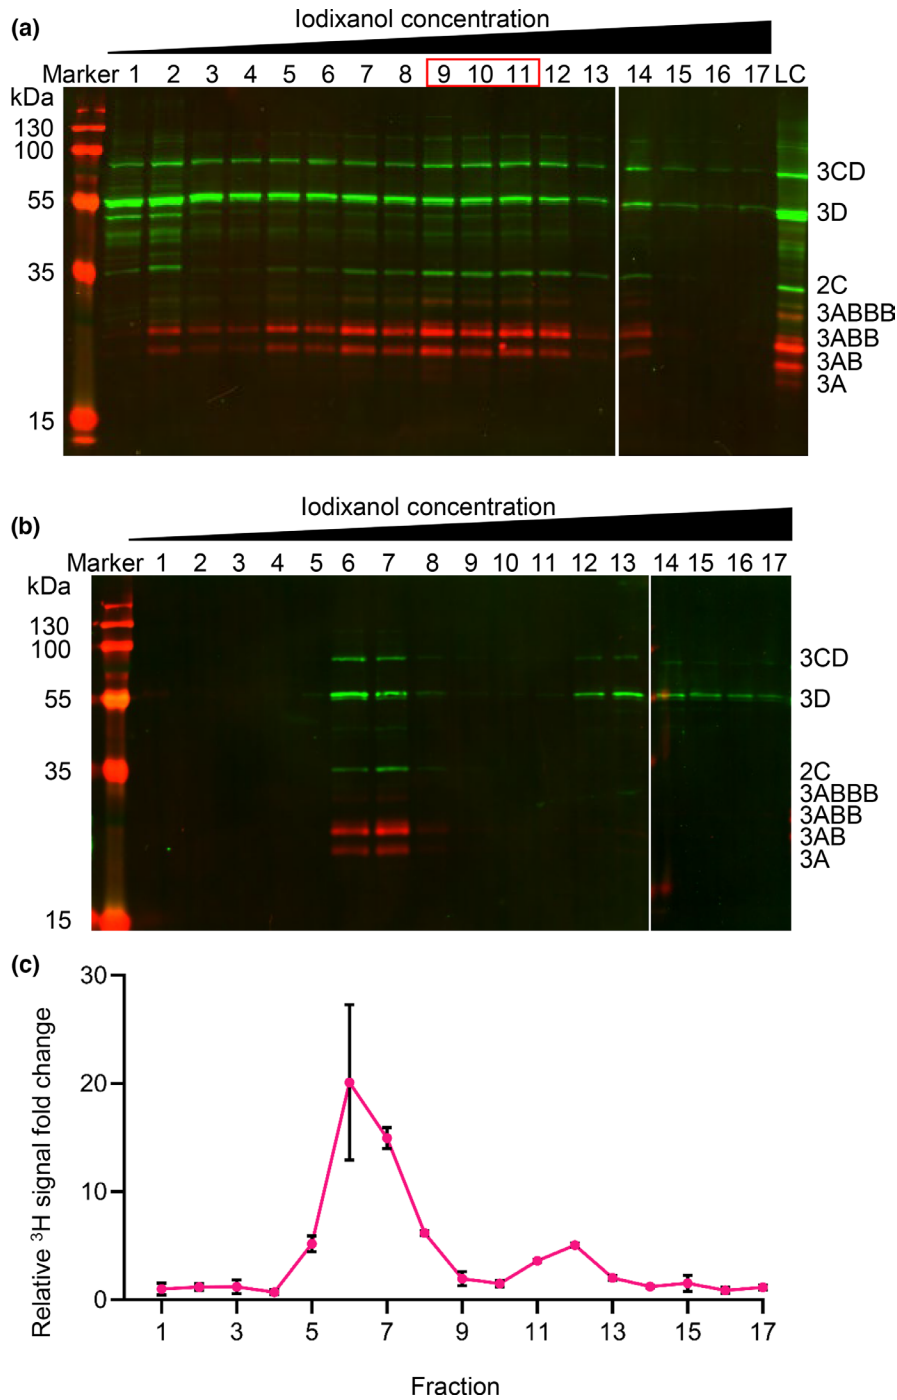 (a)
Iodixanol concentration
Marker 1 2 3 4 5 6 7 8 9 10 11 12 13 14 15 16 17 LC
kDa
130
100
55
35
15
3CD
3D
2C
3ABBB
3ABB
3AB
3A
(b)
Iodixanol concentration
Marker 1 2 3 4 5 6 7 8 9 10 11 12 13 14 15 16 17
kDa
130
100
55
35
15
3CD
3D
2C
3ABBB
3ABB
3AB
3A
(c)
Relative ³H signal fold change
30
20
10
0
1 3 5 7 9 11 13 15 17
Fraction